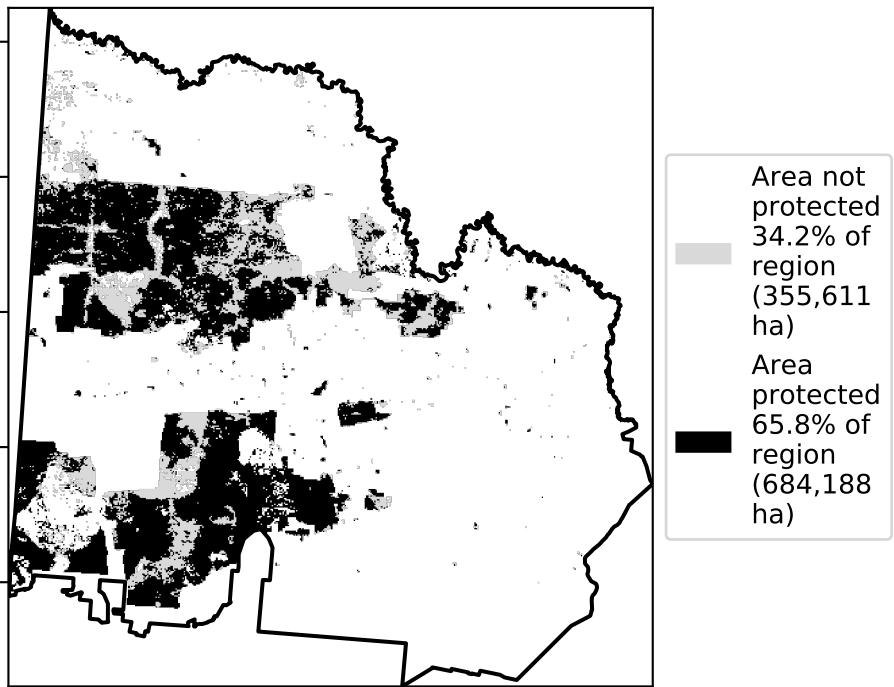 Area not
protected
34.2% of
region
(355,611
ha)
Area
protected
65.8% of
region
(684,188
ha)